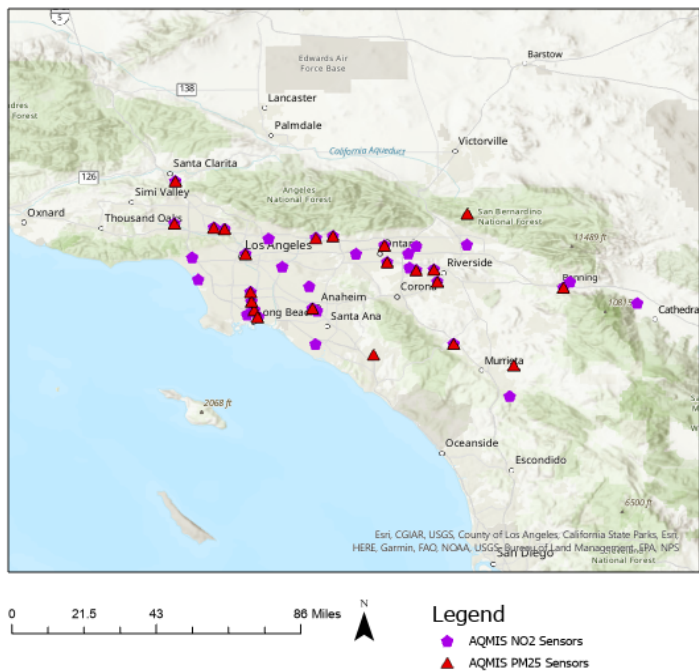 5
Barstow
Edwards Air
Force Base
138
Lancaster
Palmdale
California Aqueduct
Victorville
Santa Clarita
126
Simi Valley
Angeles
National Forest
Oxnard
Thousand Oaks
San Bernardino
National Forest
Los Angeles
11489 ft
Riverside
Corona
Banning
Anaheim
Long Beach
Santa Ana
Cathedra
Murrieta
2068 ft
Oceanside
Escondido
6500 ft
Esri, CGIAR, USGS, County of Los Angeles, California State Parks, Esri,
HERE, Garmin, FAO, NOAA, USGS, Bureau of Land Management, EPA, NPS
San Diego
National Forest
0 21.5 43 86 Miles
N
Legend
AQMIS NO2 Sensors
AQMIS PM25 Sensors